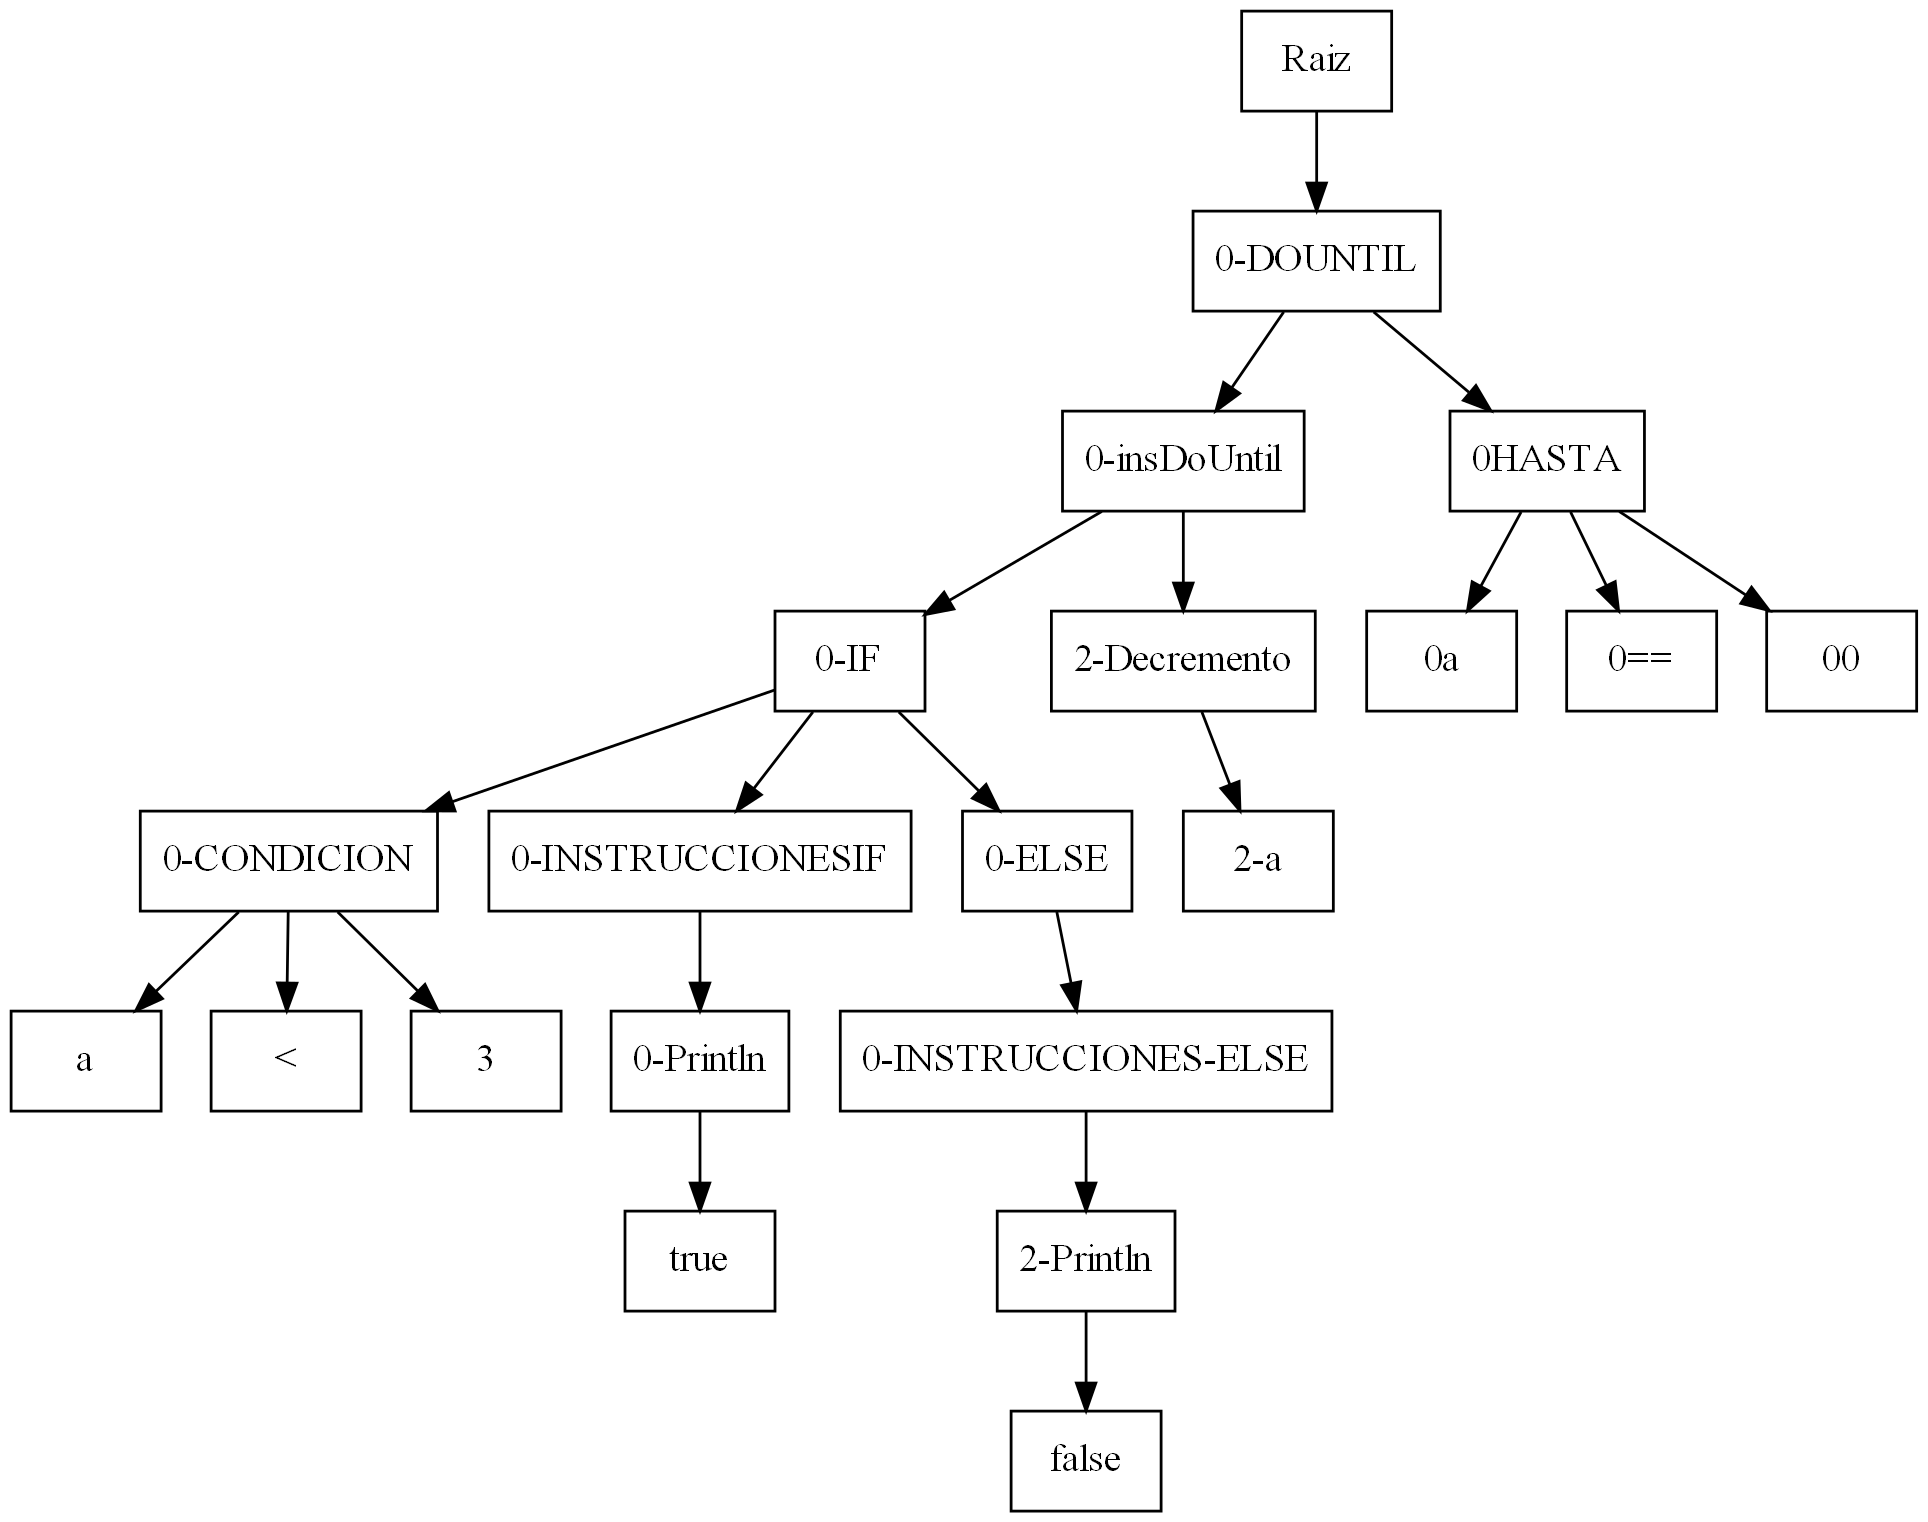 Raiz
0-DOUNTIL
0-insDoUntil
0HASTA
0-IF
2-Decremento
0a
0==
00
0-CONDICION
0-INSTRUCCIONESIF
0-ELSE
2-a
a
<
3
0-Println
0-INSTRUCCIONES-ELSE
true
2-Println
false